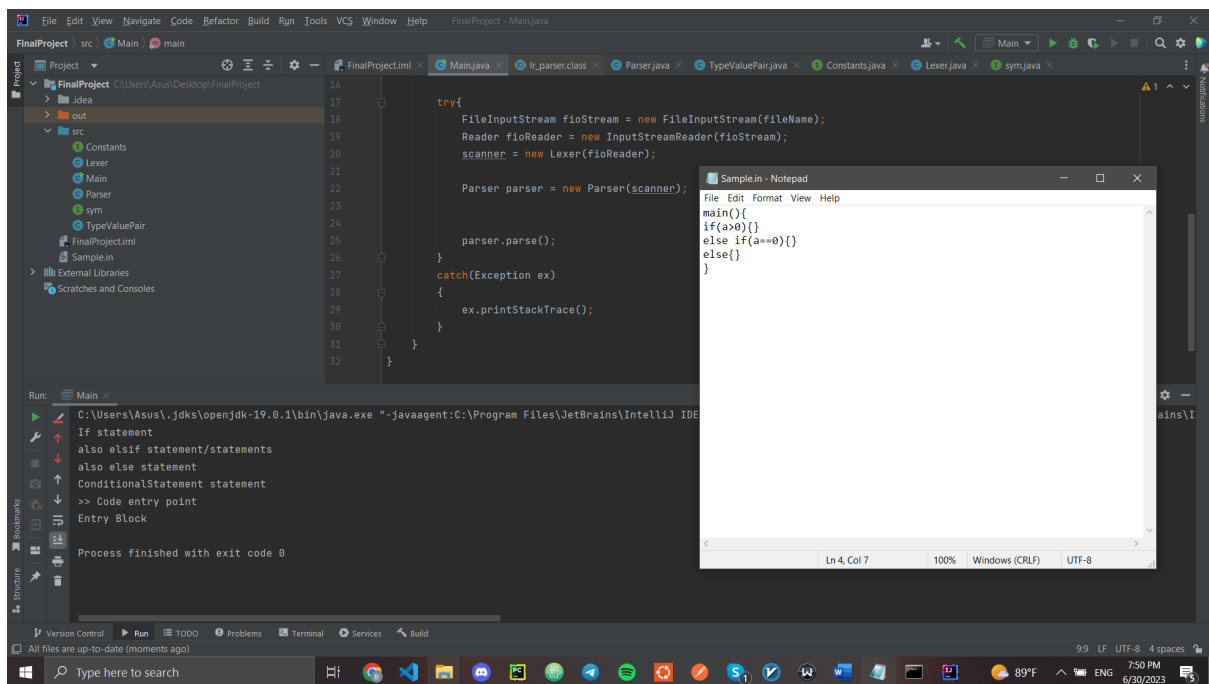 File Edit View Navigate Code Refactor Build Run Tools VCS Window Help FinalProject - Main.java
FinalProject src Main main
Main
Project
FinalProject.iml Main.java lr_parser.class Parser.java TypeValuePair.java Constants.java Lexer.java sym.java
Project
FinalProject C:\Users\Asus\Desktop\FinalProject
.idea
out
src
Constants
Lexer
Main
Parser
sym
TypeValuePair
FinalProject.iml
Sample.in
External Libraries
Scratches and Consoles
16
17 try{
18 FileInputStream fioStream = new FileInputStream(fileName);
19 Reader fioReader = new InputStreamReader(fioStream);
20 scanner = new Lexer(fioReader);
21
22 Parser parser = new Parser(scanner);
23
24
25 parser.parse();
26 }
27 catch(Exception ex)
28 {
29 ex.printStackTrace();
30 }
31 }
32 }
1
Notifications
Sample.in - Notepad
File Edit Format View Help
main(){
if(a>0){}
else if(a==0){}
else{}
}
Ln 4, Col 7 100% Windows (CRLF) UTF-8
Run: Main
C:\Users\Asus\.jdks\openjdk-19.0.1\bin\java.exe "-javaagent:C:\Program Files\JetBrains\IntelliJ IDE
ains\I
If statement
also elsif statement/statements
also else statement
ConditionalStatement statement
>> Code entry point
Entry Block
Process finished with exit code 0
Bookmarks
Structure
Version Control Run TODO Problems Terminal Services Build
All files are up-to-date (moments ago) 9:9 LF UTF-8 4 spaces
Type here to search
89°F ENG 7:50 PM
6/30/2023
5